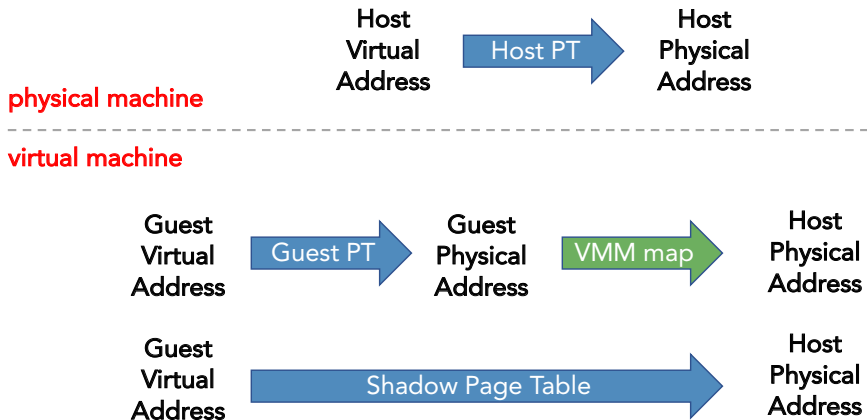 Host
Virtual
Address
Host PT
Host
Physical
Address
physical machine
virtual machine
Guest
Virtual
Address
Guest PT
Guest
Physical
Address
VMM map
Host
Physical
Address
Guest
Virtual
Address
Shadow Page Table
Host
Physical
Address